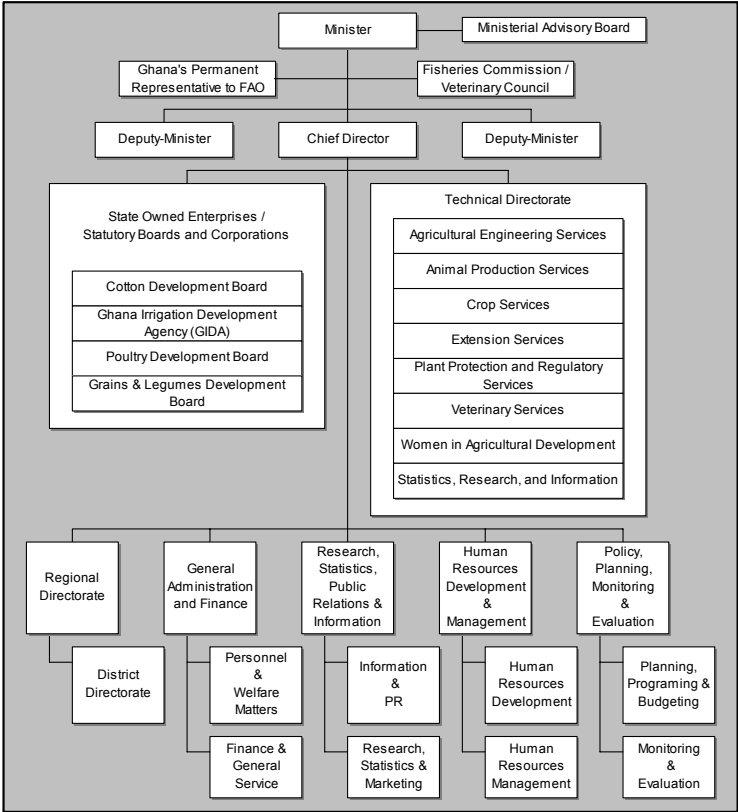 Minister
Ministerial Advisory Board
Ghana's Permanent
Representative to FAO
Fisheries Commission /
Veterinary Council
Deputy-Minister
Chief Director
Deputy-Minister
State Owned Enterprises /
Statutory Boards and Corporations
Cotton Development Board
Ghana Irrigation Development
Agency (GIDA)
Poultry Development Board
Grains & Legumes Development
Board
Technical Directorate
Agricultural Engineering Services
Animal Production Services
Crop Services
Extension Services
Plant Protection and Regulatory
Services
Veterinary Services
Women in Agricultural Development
Statistics, Research, and Information
Regional
Directorate
General
Administration
and Finance
Research,
Statistics,
Public
Relations &
Information
Human
Resources
Development
&
Management
Policy,
Planning,
Monitoring
&
Evaluation
District
Directorate
Personnel
&
Welfare
Matters
Information
&
PR
Human
Resources
Development
Planning,
Programing &
Budgeting
Finance &
General
Service
Research,
Statistics &
Marketing
Human
Resources
Management
Monitoring
&
Evaluation